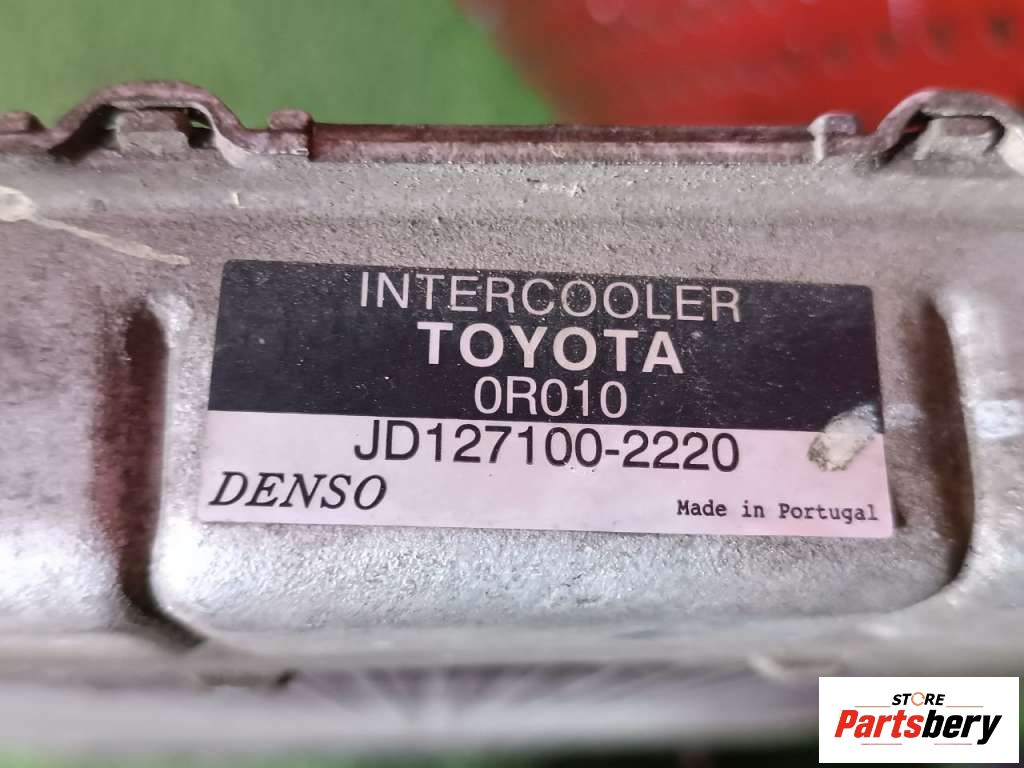 INTERCOOLER
TOYOTA
0R010
JD127100-2220
DENSO
Made in Portugal
STORE
Partsbery